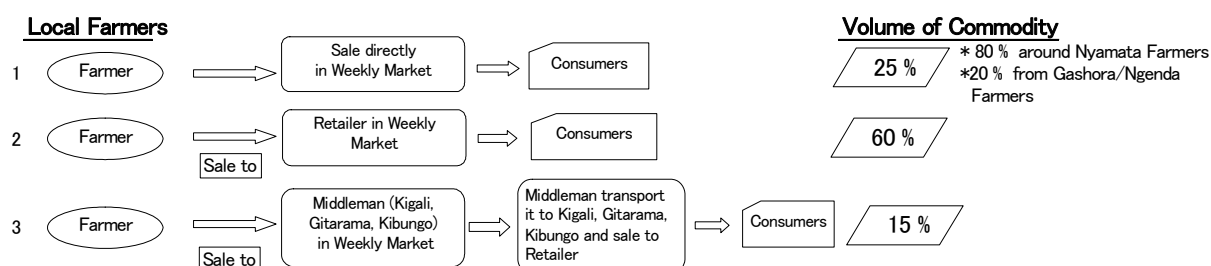 Local Farmers
Volume of Commodity
1
Farmer
Sale directly
in Weekly Market
Consumers
25 %
* 80 % around Nyamata Farmers
*20 % from Gashora/Ngenda
Farmers
2
Farmer
Sale to
Retailer in Weekly
Market
Consumers
60 %
3
Farmer
Sale to
Middleman (Kigali,
Gitarama, Kibungo)
in Weekly Market
Middleman transport
it to Kigali, Gitarama,
Kibungo and sale to
Retailer
Consumers
15 %